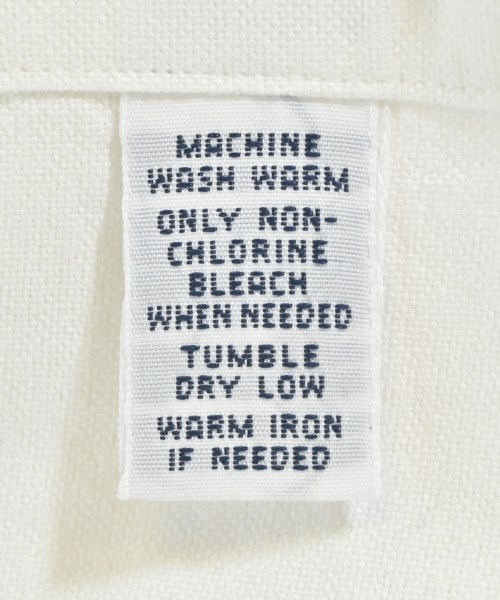 MACHINE
WASH WARM
ONLY NON-
CHLORINE
BLEACH
WHEN NEEDED
TUMBLE
DRY LOW
WARM IRON
IF NEEDED